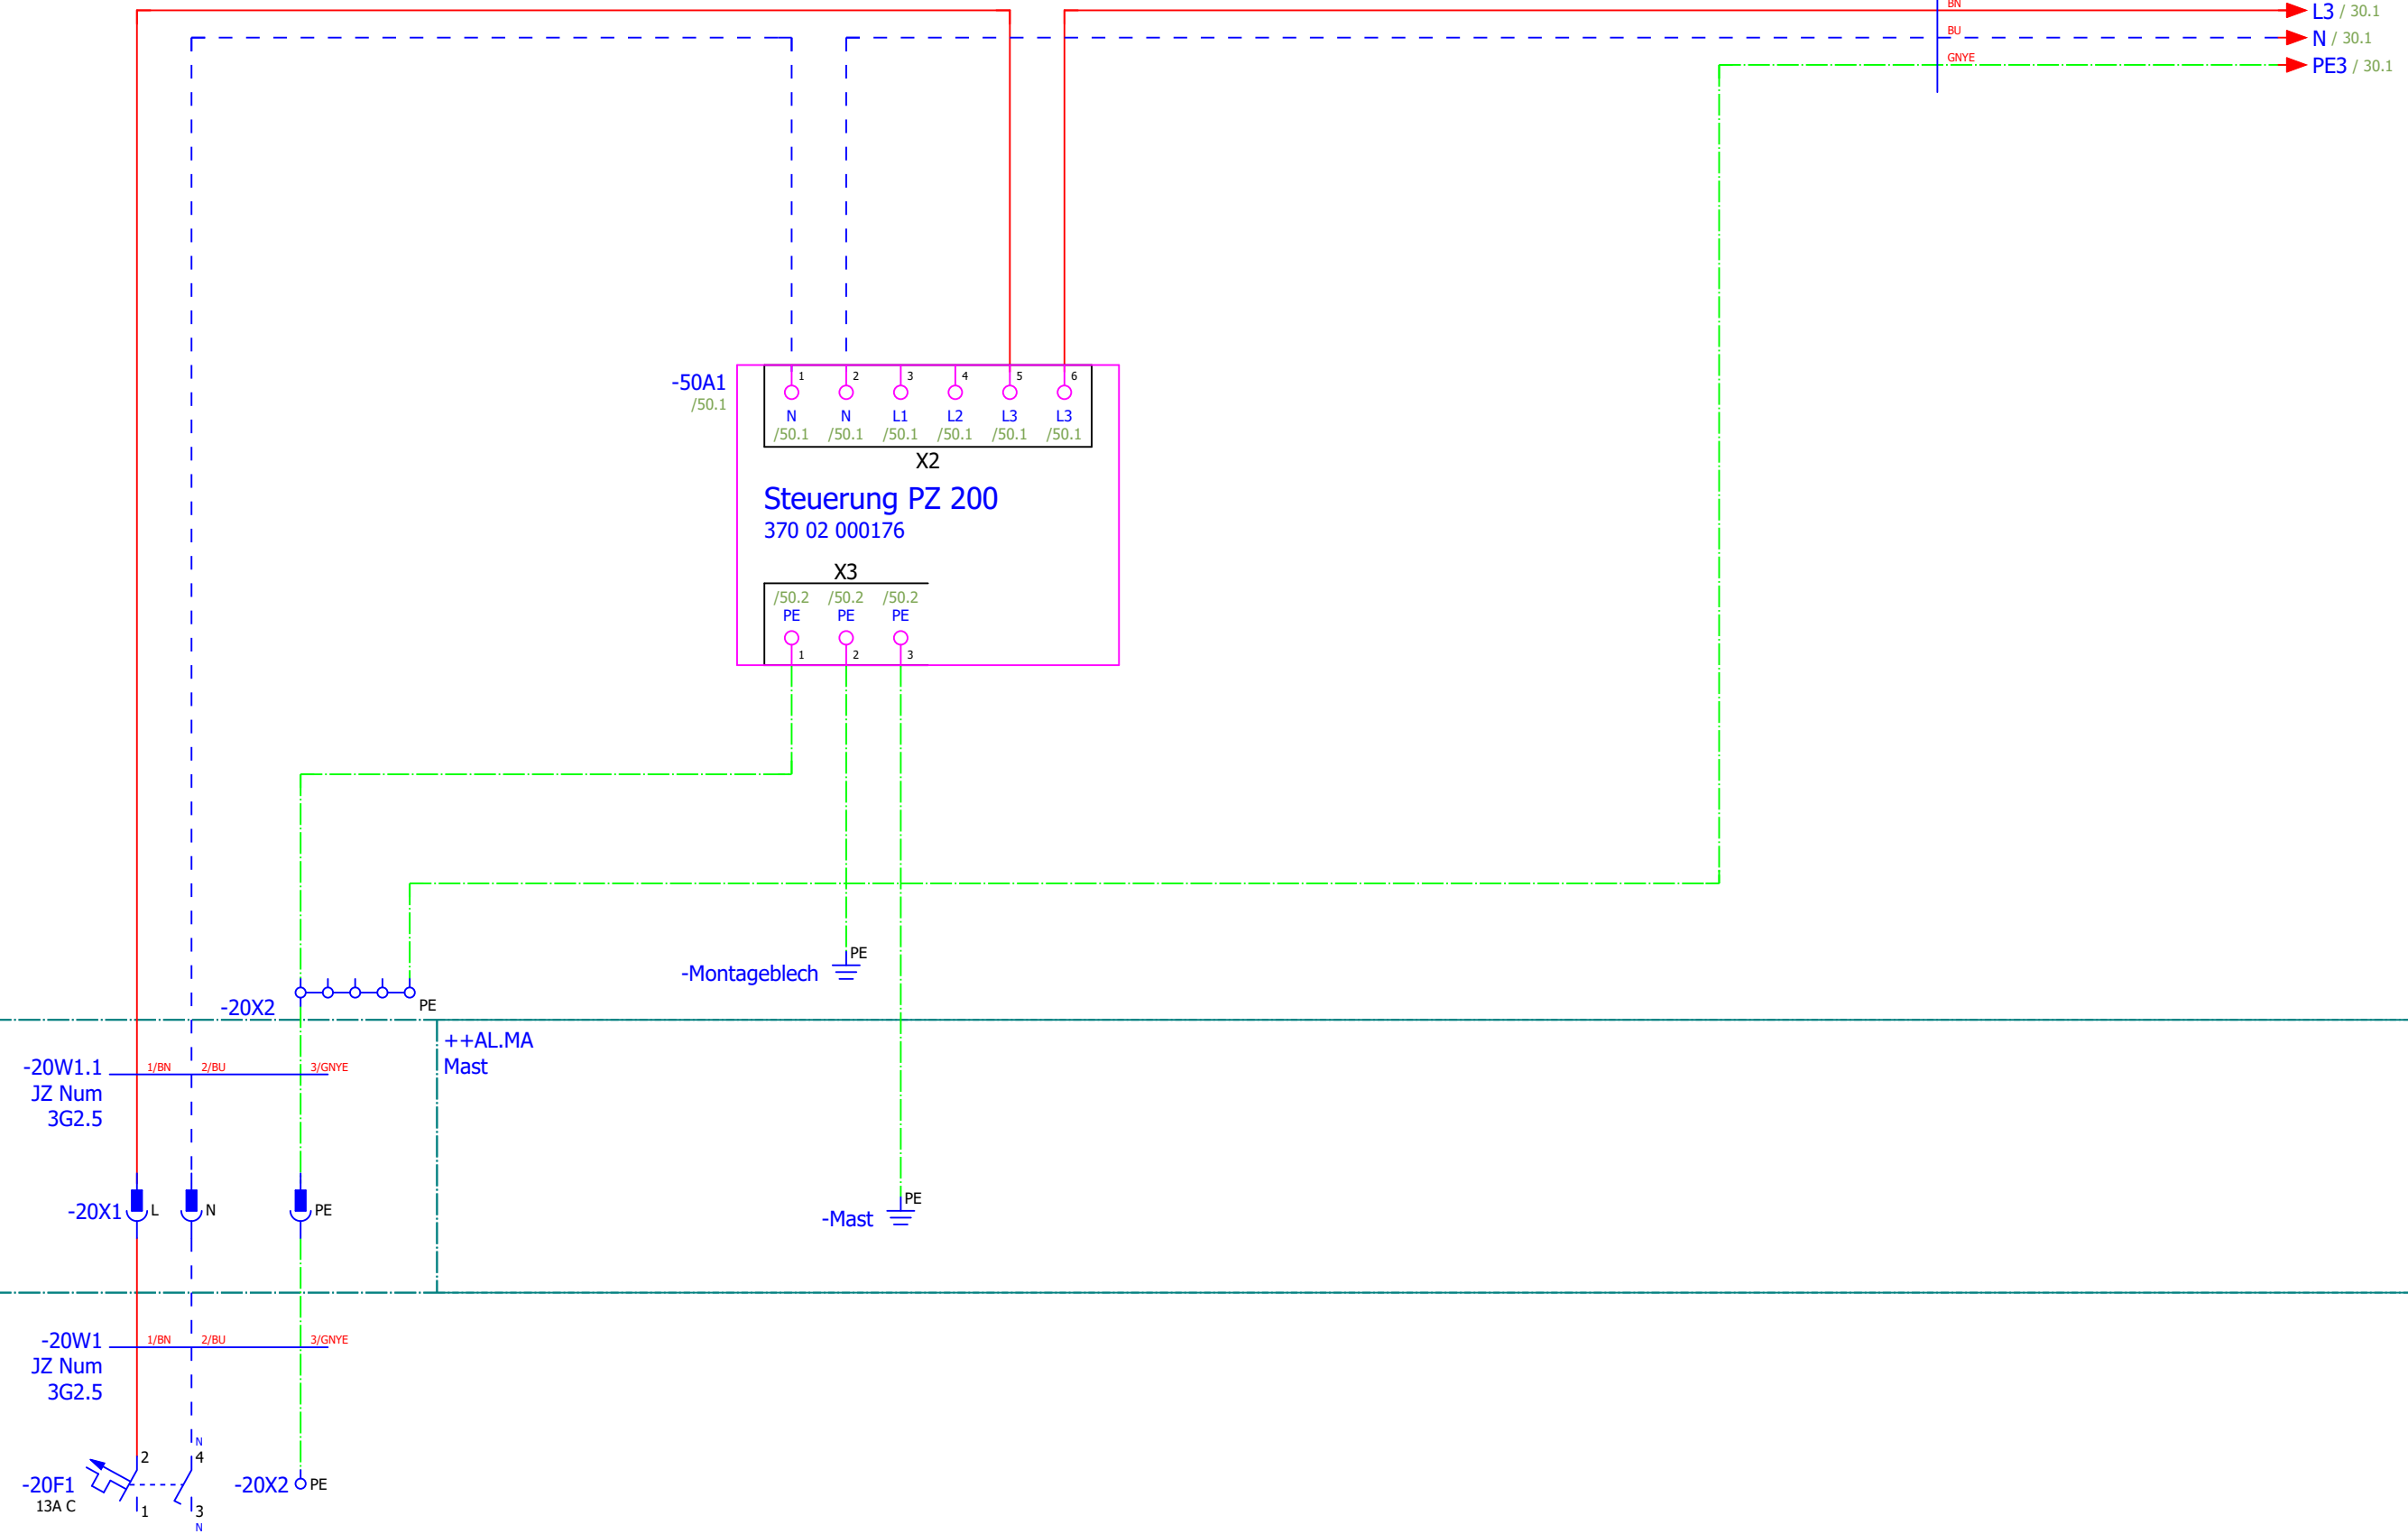 BN
L3 / 30.1
BU
N / 30.1
GNYE
PE3 / 30.1
-50A1
/50.1
1 2 3 4 5 6
N N L1 L2 L3 L3
/50.1 /50.1 /50.1 /50.1 /50.1 /50.1
X2
Steuerung PZ 200
370 02 000176
X3
/50.2 /50.2 /50.2
PE PE PE
1 2 3
PE
-Montageblech
-20X2 PE
++AL.MA
Mast
-20W1.1 1/BN 2/BU 3/GNYE
JZ Num
3G2.5
-20X1 L N PE
PE
-Mast
-20W1 1/BN 2/BU 3/GNYE
JZ Num
3G2.5
N
2 4
-20F1 -20X2 PE
13A C
1 3
N